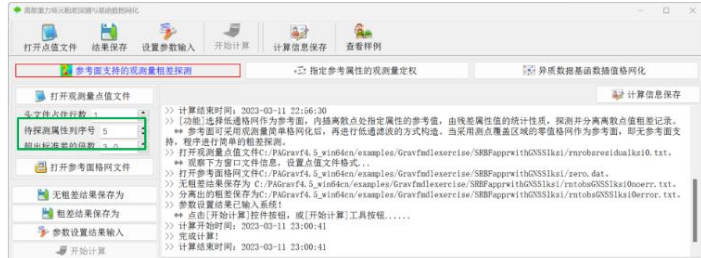 高取重力场元粗差探测与基函数格网化
打开点值文件 结果保存 设置参数输入 开始计算 计算信息保存 查看样例
参考面支持的观测量粗差探测 指定参考属性的观测量定权 异质数据基函数插值格网化
打开观测量点值文件 计算信息保存
头文件占住行数 1
待探测属性列序号 5
超出标准差的倍数 3.0
打开参考面格网文件
无粗差结果保存为
粗差结果保存为
参数设置结果输入
开始计算
>> 计算结束时间：2023-03-11 22:56:30
>> [功能]选择低通格网作为参考面，内插离散点处指定属性的参考值，由残差属性值的统计性质，探测并分离离散点值粗差记录。
** 参考面可采用观测量简单格网化后，再进行低通滤波的方式构造。当采用测点覆盖区域的零值格网作为参考面，即无参考面支
持，程序进行简单的粗差探测。
>> 打开观测量点值文件C:/PAGravf4.5_win64cn/examples/Gravfmdlexercise/SRBFapprwithGNSSlksi/rnrobsresidualksi0.txt。
** 观察下方窗口文件信息，设置点值文件格式...
>> 打开参考面格网文件C:/PAGravf4.5_win64cn/examples/Gravfmdlexercise/SRBFapprwithGNSSlksi/zero.dat。
>> 无粗差结果保存为 C:/PAGravf4.5_win64cn/examples/Gravfmdlexercise/SRBFapprwithGNSSlksi/rntobsGNSSlksi0noerr.txt。
>> 分离出的粗差保存为C:/PAGravf4.5_win64cn/examples/Gravfmdlexercise/SRBFapprwithGNSSlksi/rntobsGNSSlksi0error.txt。
>> 参数设置结果已输入系统！
** 点击[开始计算]控件按钮，或[开始计算]工具按钮......
>> 计算开始时间：2023-03-11 23:00:41
>> 完成计算！
>> 计算结束时间：2023-03-11 23:00:41